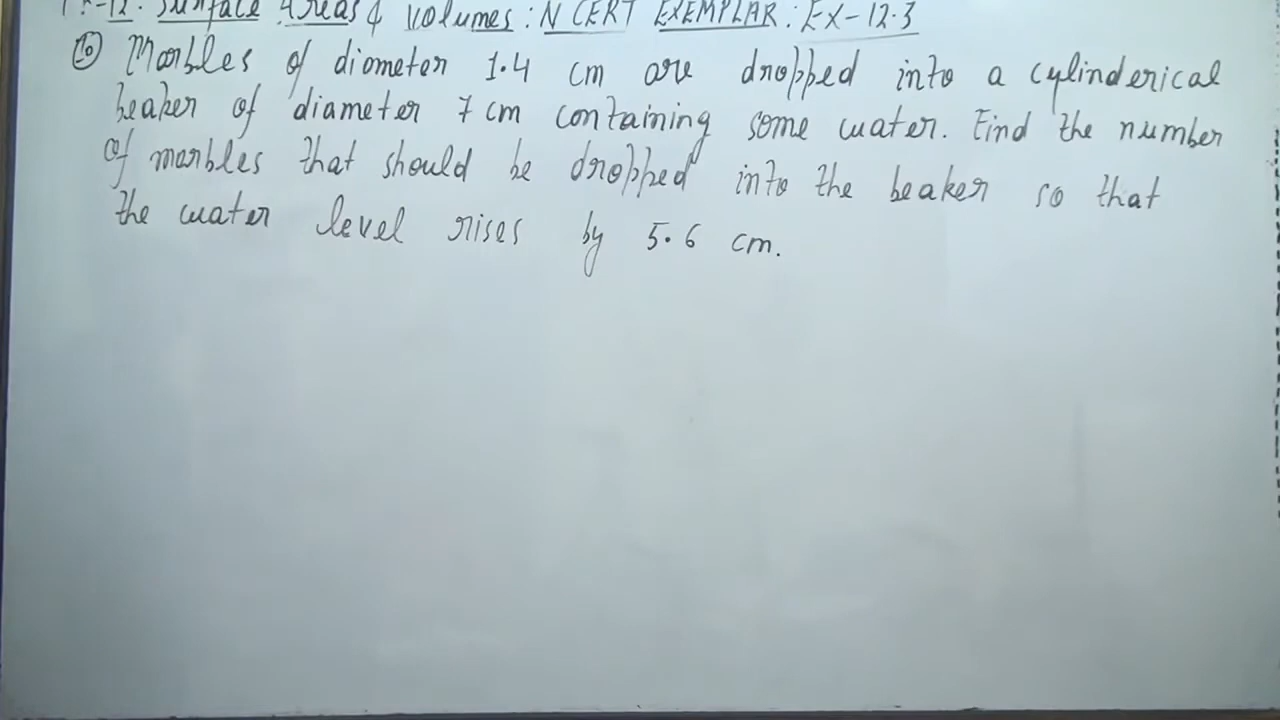 : -12: Surface Areas & Volumes: NCERT EXEMPLAR: EX-12.3
Marbles of diameter 1.4 cm are dropped into a cylinderical
beaker of diameter 7 cm containing some water. Find the number
of marbles that should be dropped into the beaker so that
the water level rises by 5.6 cm.